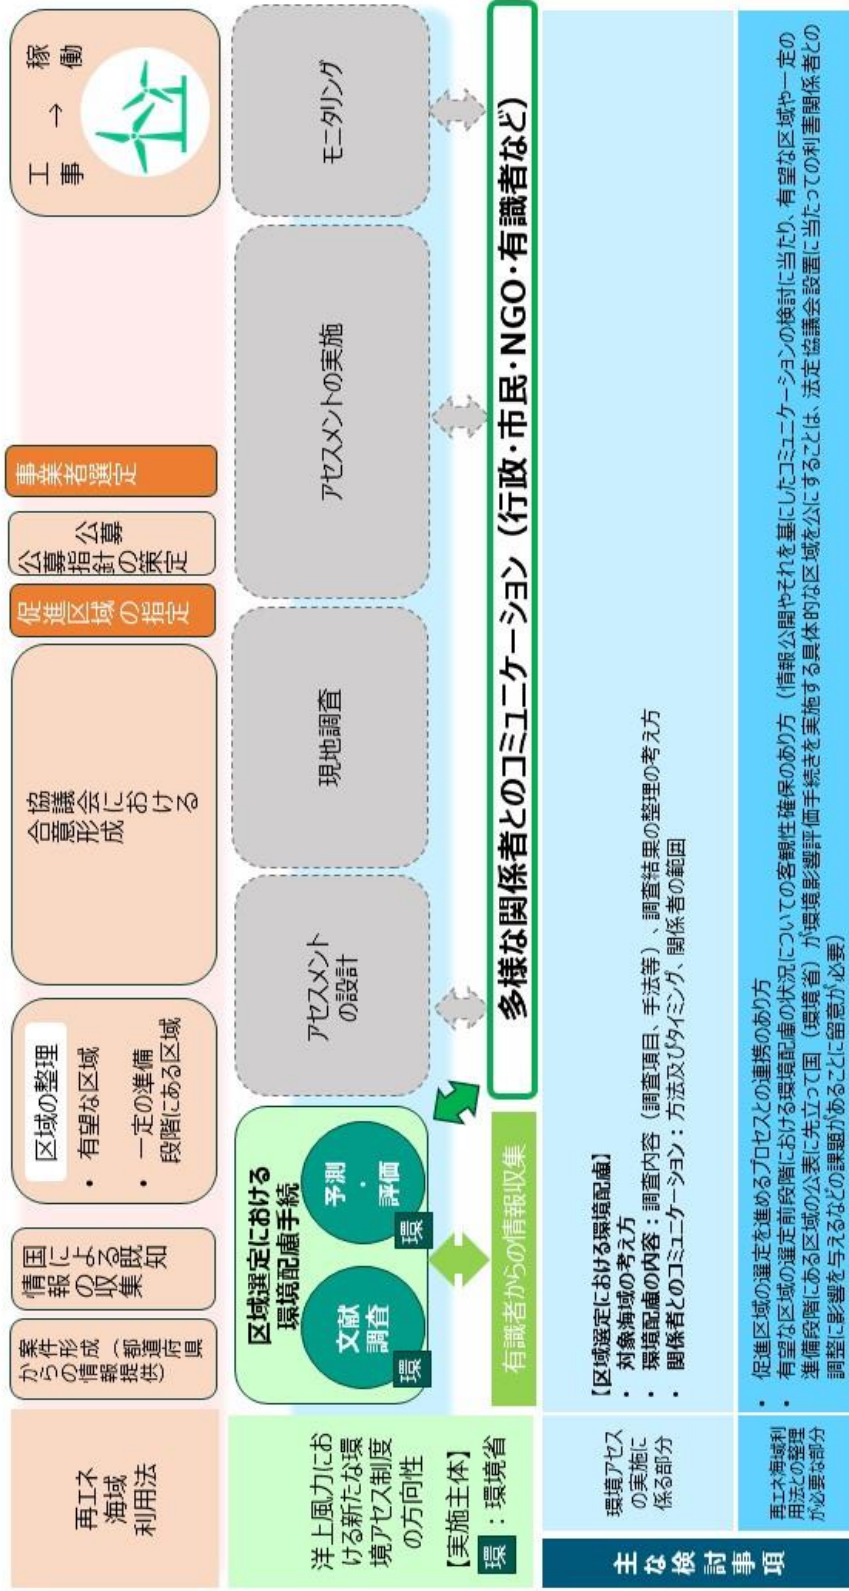 再エネ
海域
利用法
案件形成（都道府県
からの情報
提供）
国による既知
情報の収集
区域の整理
• 有望な区域
• 一定の準備
段階にある区域
協議会における
合意形成
促進区域の指定
公募
公募指針の策定
事業者選定
工事 → 稼働
洋上風力にお
ける新たな環
境アセス制度
の方向性
【実施主体】
環：環境省
区域選定における
環境配慮手続
文献
調査
環
予測
・
評価
環
アセスメント
の設計
現地調査
アセスメントの実施
モニタリング
有識者からの情報収集
多様な関係者とのコミュニケーション（行政・市民・NGO・有識者など）
主な検討事項
環境アセス
の実施に
係る部分
【区域選定における環境配慮】
• 対象海域の考え方
• 環境配慮の内容：調査内容（調査項目、手法等）、調査結果の整理の考え方
• 関係者とのコミュニケーション：方法及びタイミング、関係者の範囲
再エネ海域利
用法との整理
が必要な部分
• 促進区域の選定を進めるプロセスとの連携のあり方
• 有望な区域の選定前段階における環境配慮の状況についての客観性確保のあり方（情報公開やそれを基にしたコミュニケーションの検討に当たり、有望な区域や一定の
準備段階にある区域の公表に先立って国（環境省）が環境影響評価手続きを実施する具体的な区域を公にすることは、法定協議会設置に当たっての利害関係者との
調整に影響を与えるなどの課題があることに留意が必要）